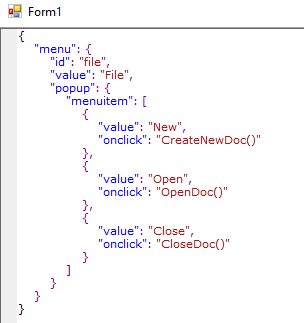 Form1
{
"menu": {
"id": "file",
"value": "File",
"popup": {
"menuitem": [
{
"value": "New",
"onclick": "CreateNewDoc()"
},
{
"value": "Open",
"onclick": "OpenDoc()"
},
{
"value": "Close",
"onclick": "CloseDoc()"
}
]
}
}
}